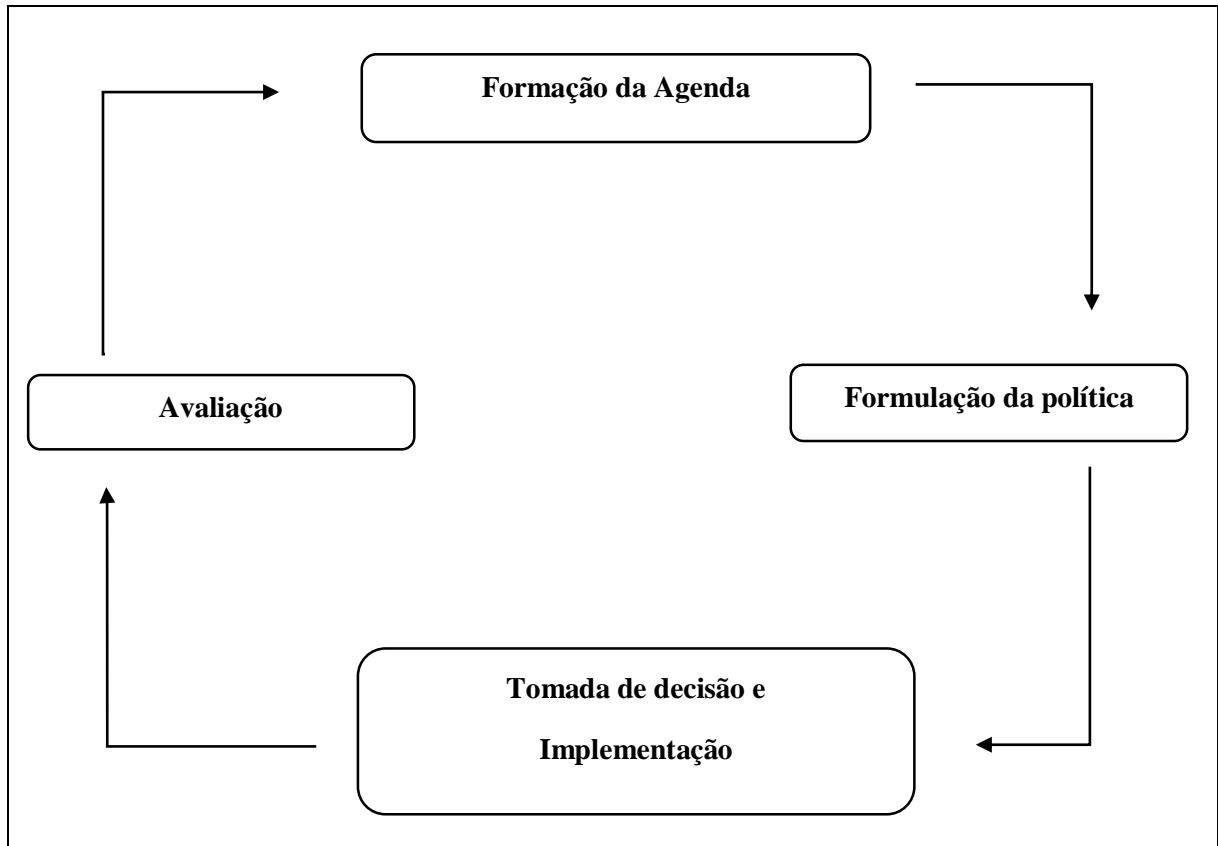 Formação da Agenda
Avaliação
Formulação da política
Tomada de decisão e
Implementação